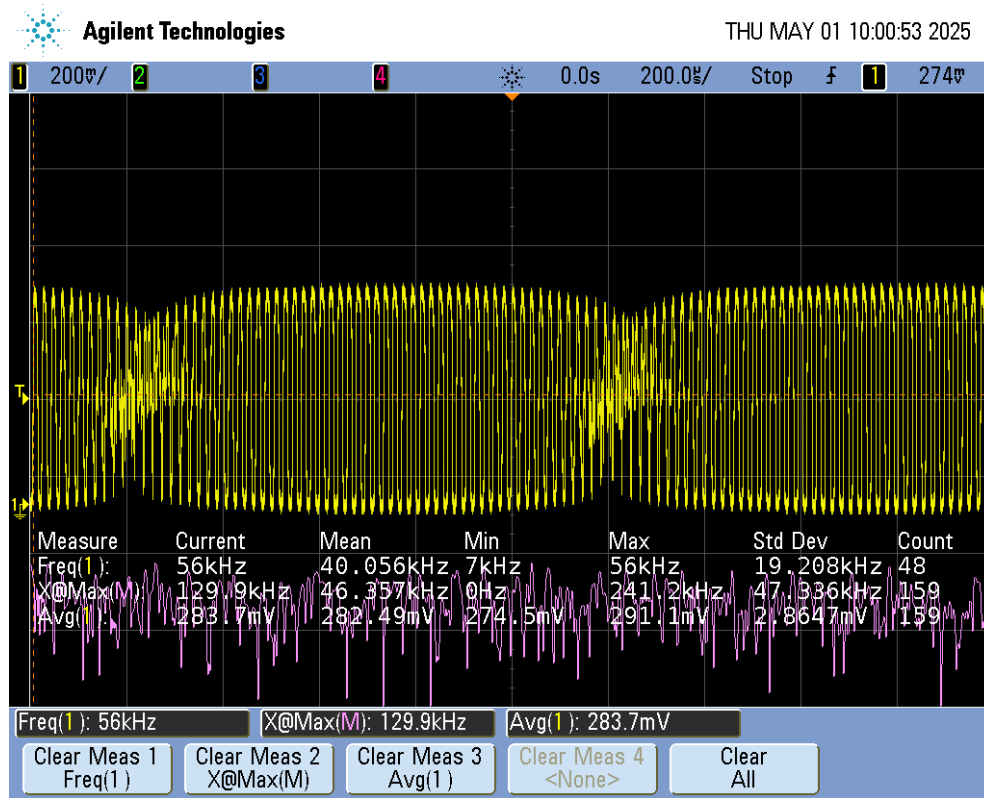 Agilent Technologies THU MAY 01 10:00:53 2025
1 200mV/ 2 3 4 0.0s 200.0µs/ Stop 1 274mV
T
1
Measure Current Mean Min Max Std Dev Count
Freq(1): 56kHz 40.056kHz 7kHz 56kHz 19.208kHz 48
X@Max(M): 129.9kHz 46.357kHz 0Hz 241.2kHz 47.336kHz 159
Avg(1): 283.7mV 282.49mV 274.5mV 291.1mV 2.8647mV 159
Freq(1): 56kHz X@Max(M): 129.9kHz Avg(1): 283.7mV
Clear Meas 1 Clear Meas 2 Clear Meas 3 Clear Meas 4 Clear
Freq(1) X@Max(M) Avg(1) <None> All